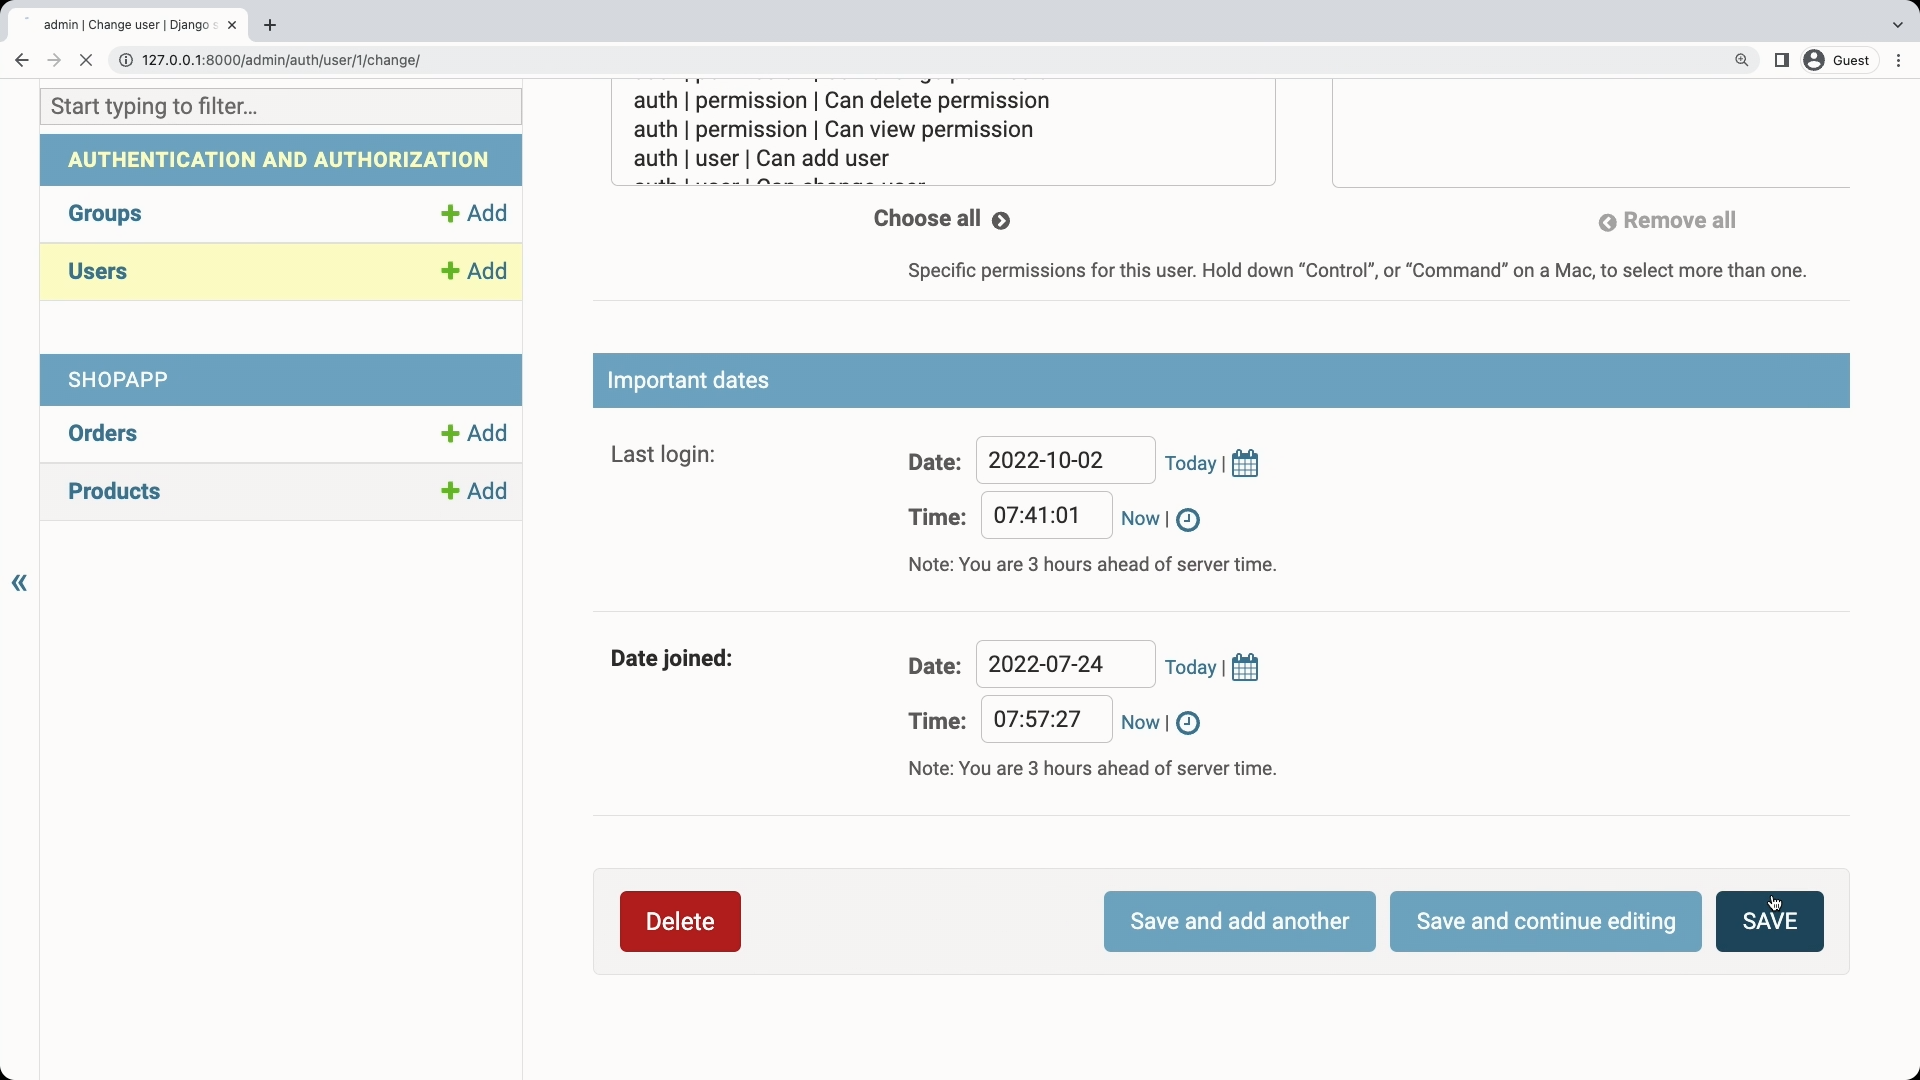 admin | Change user | Django s
127.0.0.1:8000/admin/auth/user/1/change/
Guest
Start typing to filter...
AUTHENTICATION AND AUTHORIZATION
Groups
Add
Users
Add
SHOPAPP
Orders
Add
Products
Add
auth | permission | Can delete permission
auth | permission | Can view permission
auth | user | Can add user
auth | user | Can change user
Choose all
Remove all
Specific permissions for this user. Hold down “Control”, or “Command” on a Mac, to select more than one.
Important dates
Last login:
Date: 2022-10-02 Today |
Time: 07:41:01 Now |
Note: You are 3 hours ahead of server time.
Date joined:
Date: 2022-07-24 Today |
Time: 07:57:27 Now |
Note: You are 3 hours ahead of server time.
Delete
Save and add another
Save and continue editing
SAVE